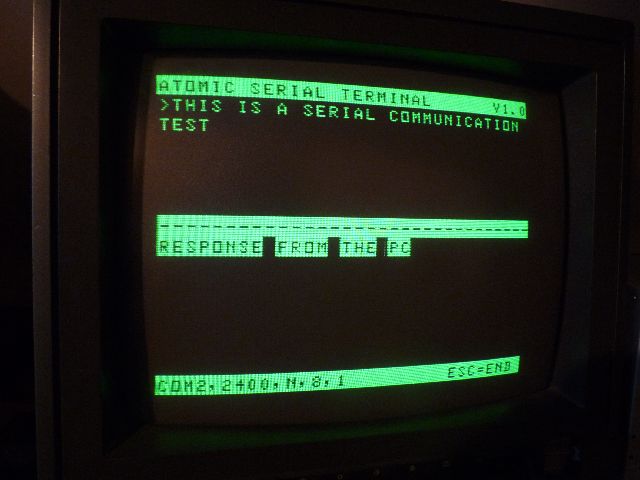 ATOMIC SERIAL TERMINAL V1.0
>THIS IS A SERIAL COMMUNICATION
TEST
--------------------------------
RESPONSE FROM THE PC
COM2,2400,N,8,1 ESC=END